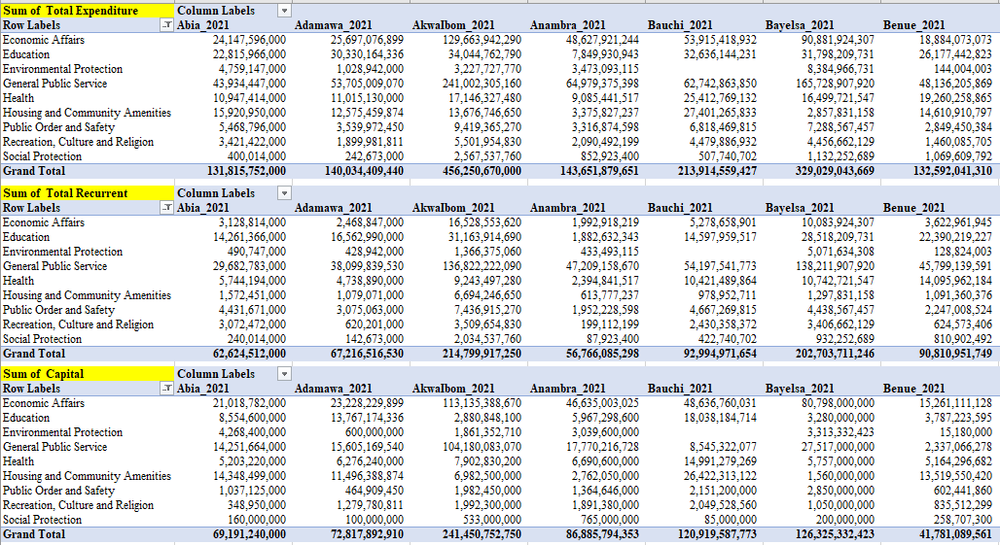 Sum of Total Expenditure Column Labels
Row Labels Abia_2021 Adamawa_2021 AkwaIbom_2021 Anambra_2021 Bauchi_2021 Bayelsa_2021 Benue_2021
Economic Affairs 24,147,596,000 25,697,076,899 129,663,942,290 48,627,921,244 53,915,418,932 90,881,924,307 18,884,073,073
Education 22,815,966,000 30,330,164,336 34,044,762,790 7,849,930,943 32,636,144,231 31,798,209,731 26,177,442,823
Environmental Protection 4,759,147,000 1,028,942,000 3,227,727,770 3,473,093,115 8,384,966,731 144,004,003
General Public Service 43,934,447,000 53,705,009,070 241,002,305,160 64,979,375,398 62,742,863,850 165,728,907,920 48,136,205,869
Health 10,947,414,000 11,015,130,000 17,146,327,480 9,085,441,517 25,412,769,132 16,499,721,547 19,260,258,865
Housing and Community Amenities 15,920,950,000 12,575,459,874 13,676,746,650 3,375,827,237 27,401,265,833 2,857,831,158 14,610,910,797
Public Order and Safety 5,468,796,000 3,539,972,450 9,419,365,270 3,316,874,598 6,818,469,815 7,288,567,457 2,849,450,384
Recreation, Culture and Religion 3,421,422,000 1,899,981,811 5,501,954,830 2,090,492,199 4,479,886,932 4,456,662,129 1,460,085,705
Social Protection 400,014,000 242,673,000 2,567,537,760 852,923,400 507,740,702 1,132,252,689 1,069,609,792
Grand Total 131,815,752,000 140,034,409,440 456,250,670,000 143,651,879,651 213,914,559,427 329,029,043,669 132,592,041,310
Sum of Total Recurrent Column Labels
Row Labels Abia_2021 Adamawa_2021 AkwaIbom_2021 Anambra_2021 Bauchi_2021 Bayelsa_2021 Benue_2021
Economic Affairs 3,128,814,000 2,468,847,000 16,528,553,620 1,992,918,219 5,278,658,901 10,083,924,307 3,622,961,945
Education 14,261,366,000 16,562,990,000 31,163,914,690 1,882,632,343 14,597,959,517 28,518,209,731 22,390,219,227
Environmental Protection 490,747,000 428,942,000 1,366,375,060 433,493,115 5,071,634,308 128,824,003
General Public Service 29,682,783,000 38,099,839,530 136,822,222,090 47,209,158,670 54,197,541,773 138,211,907,920 45,799,139,591
Health 5,744,194,000 4,738,890,000 9,243,497,280 2,394,841,517 10,421,489,864 10,742,721,547 14,095,962,184
Housing and Community Amenities 1,572,451,000 1,079,071,000 6,694,246,650 613,777,237 978,952,711 1,297,831,158 1,091,360,376
Public Order and Safety 4,431,671,000 3,075,063,000 7,436,915,270 1,952,228,598 4,667,269,815 4,438,567,457 2,247,008,524
Recreation, Culture and Religion 3,072,472,000 620,201,000 3,509,654,830 199,112,199 2,430,358,372 3,406,662,129 624,573,406
Social Protection 240,014,000 142,673,000 2,034,537,760 87,923,400 422,740,702 932,252,689 810,902,492
Grand Total 62,624,512,000 67,216,516,530 214,799,917,250 56,766,085,298 92,994,971,654 202,703,711,246 90,810,951,749
Sum of Capital Column Labels
Row Labels Abia_2021 Adamawa_2021 AkwaIbom_2021 Anambra_2021 Bauchi_2021 Bayelsa_2021 Benue_2021
Economic Affairs 21,018,782,000 23,228,229,899 113,135,388,670 46,635,003,025 48,636,760,031 80,798,000,000 15,261,111,128
Education 8,554,600,000 13,767,174,336 2,880,848,100 5,967,298,600 18,038,184,714 3,280,000,000 3,787,223,595
Environmental Protection 4,268,400,000 600,000,000 1,861,352,710 3,039,600,000 3,313,332,423 15,180,000
General Public Service 14,251,664,000 15,605,169,540 104,180,083,070 17,770,216,728 8,545,322,077 27,517,000,000 2,337,066,278
Health 5,203,220,000 6,276,240,000 7,902,830,200 6,690,600,000 14,991,279,269 5,757,000,000 5,164,296,682
Housing and Community Amenities 14,348,499,000 11,496,388,874 6,982,500,000 2,762,050,000 26,422,313,122 1,560,000,000 13,519,550,420
Public Order and Safety 1,037,125,000 464,909,450 1,982,450,000 1,364,646,000 2,151,200,000 2,850,000,000 602,441,860
Recreation, Culture and Religion 348,950,000 1,279,780,811 1,992,300,000 1,891,380,000 2,049,528,560 1,050,000,000 835,512,299
Social Protection 160,000,000 100,000,000 533,000,000 765,000,000 85,000,000 200,000,000 258,707,300
Grand Total 69,191,240,000 72,817,892,910 241,450,752,750 86,885,794,353 120,919,587,773 126,325,332,423 41,781,089,561